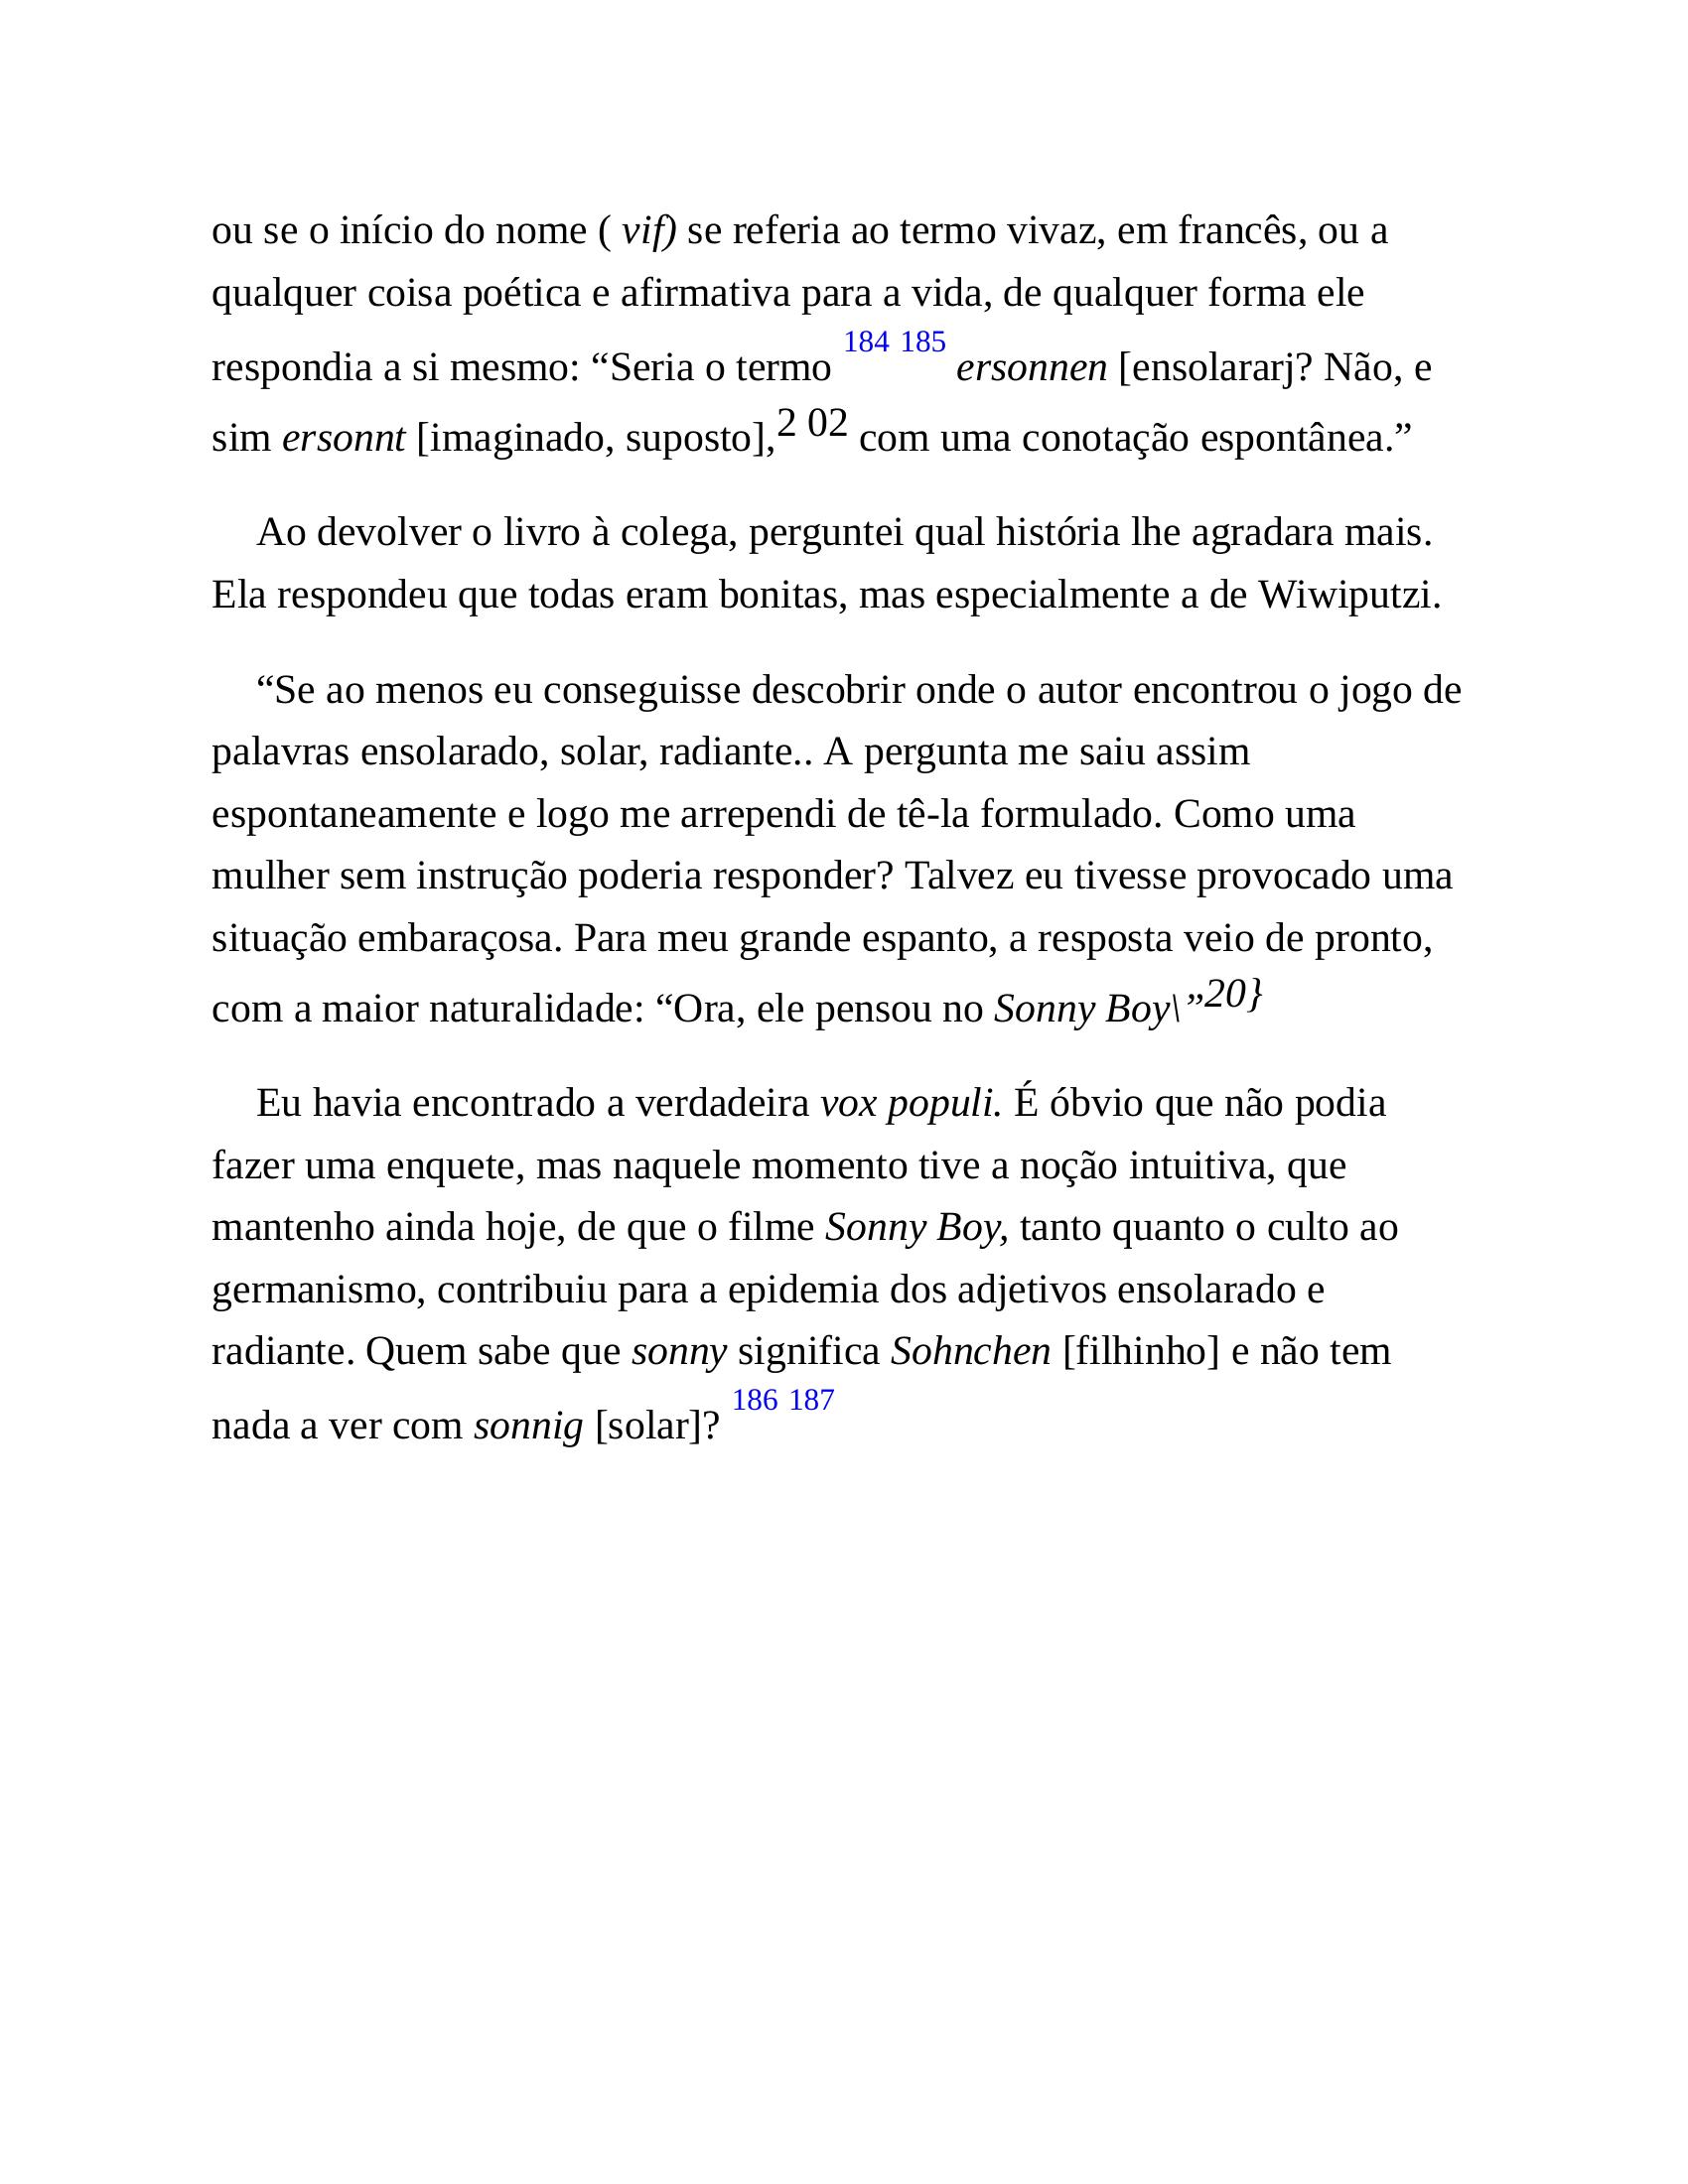 ou se o início do nome ( vif) se referia ao termo vivaz, em francês, ou a
qualquer coisa poética e afirmativa para a vida, de qualquer forma ele
respondia a si mesmo: “Seria o termo 184 185 ersonnen [ensolararj? Não, e
sim ersonnt [imaginado, suposto],2 02 com uma conotação espontânea.”
Ao devolver o livro à colega, perguntei qual história lhe agradara mais.
Ela respondeu que todas eram bonitas, mas especialmente a de Wiwiputzi.
“Se ao menos eu conseguisse descobrir onde o autor encontrou o jogo de
palavras ensolarado, solar, radiante.. A pergunta me saiu assim
espontaneamente e logo me arrependi de tê-la formulado. Como uma
mulher sem instrução poderia responder? Talvez eu tivesse provocado uma
situação embaraçosa. Para meu grande espanto, a resposta veio de pronto,
com a maior naturalidade: “Ora, ele pensou no Sonny Boy\”20}
Eu havia encontrado a verdadeira vox populi. É óbvio que não podia
fazer uma enquete, mas naquele momento tive a noção intuitiva, que
mantenho ainda hoje, de que o filme Sonny Boy, tanto quanto o culto ao
germanismo, contribuiu para a epidemia dos adjetivos ensolarado e
radiante. Quem sabe que sonny significa Sohnchen [filhinho] e não tem
nada a ver com sonnig [solar]? 186 187